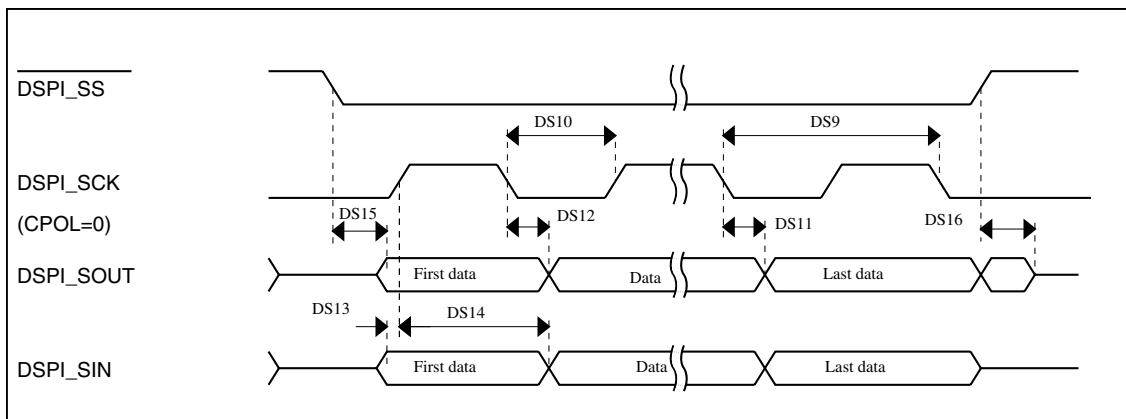 DSPI_SS
DS10
DS9
DSPI_SCK
(CPOL=0)
DS15
DS12
DS11
DS16
DSPI_SOUT
First data
Data
Last data
DS13
DS14
DSPI_SIN
First data
Data
Last data